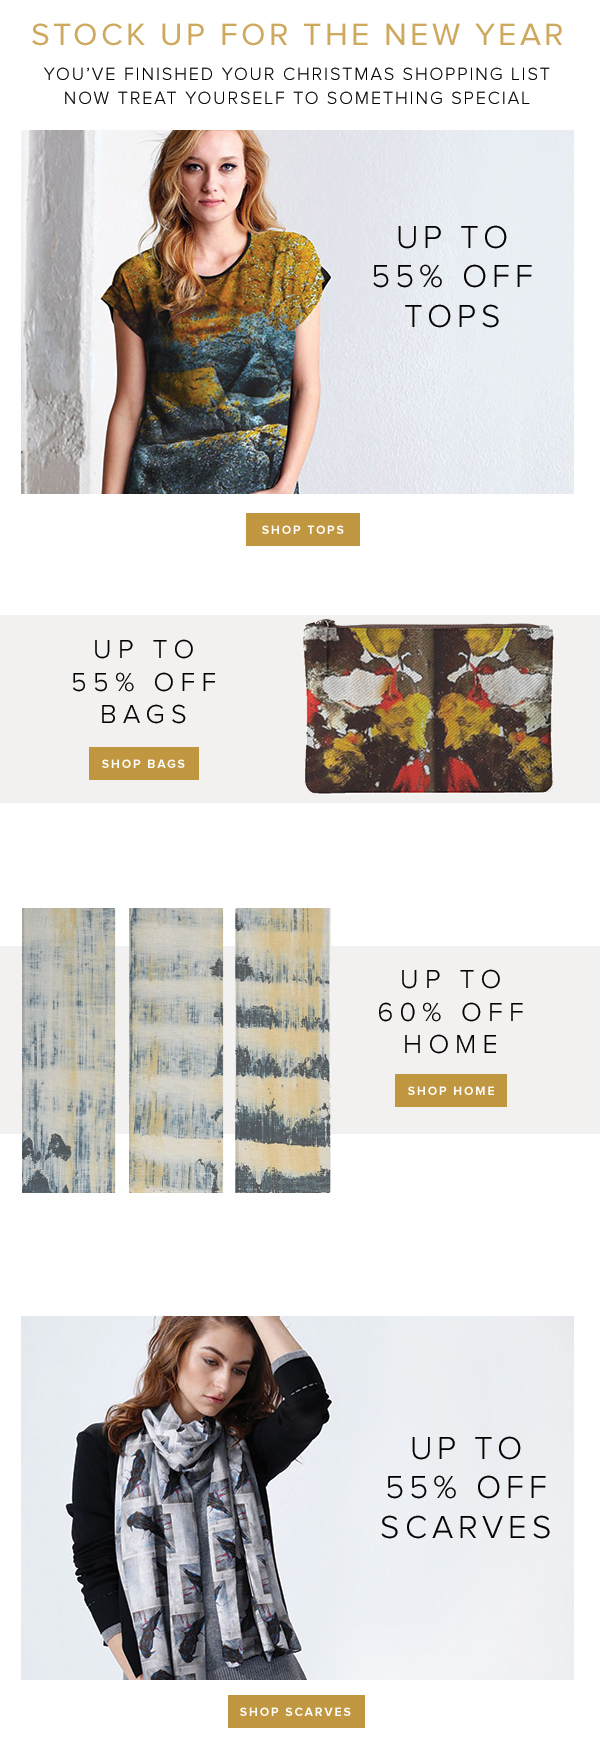 STOCK UP FOR THE NEW YEAR
YOU'VE FINISHED YOUR CHRISTMAS SHOPPING LIST
NOW TREAT YOURSELF TO SOMETHING SPECIAL
UP TO
55% OFF
TOPS
SHOP TOPS
UP TO
55% OFF
BAGS
SHOP BAGS
UP TO
60% OFF
HOME
SHOP HOME
UP TO
55% OFF
SCARVES
SHOP SCARVES